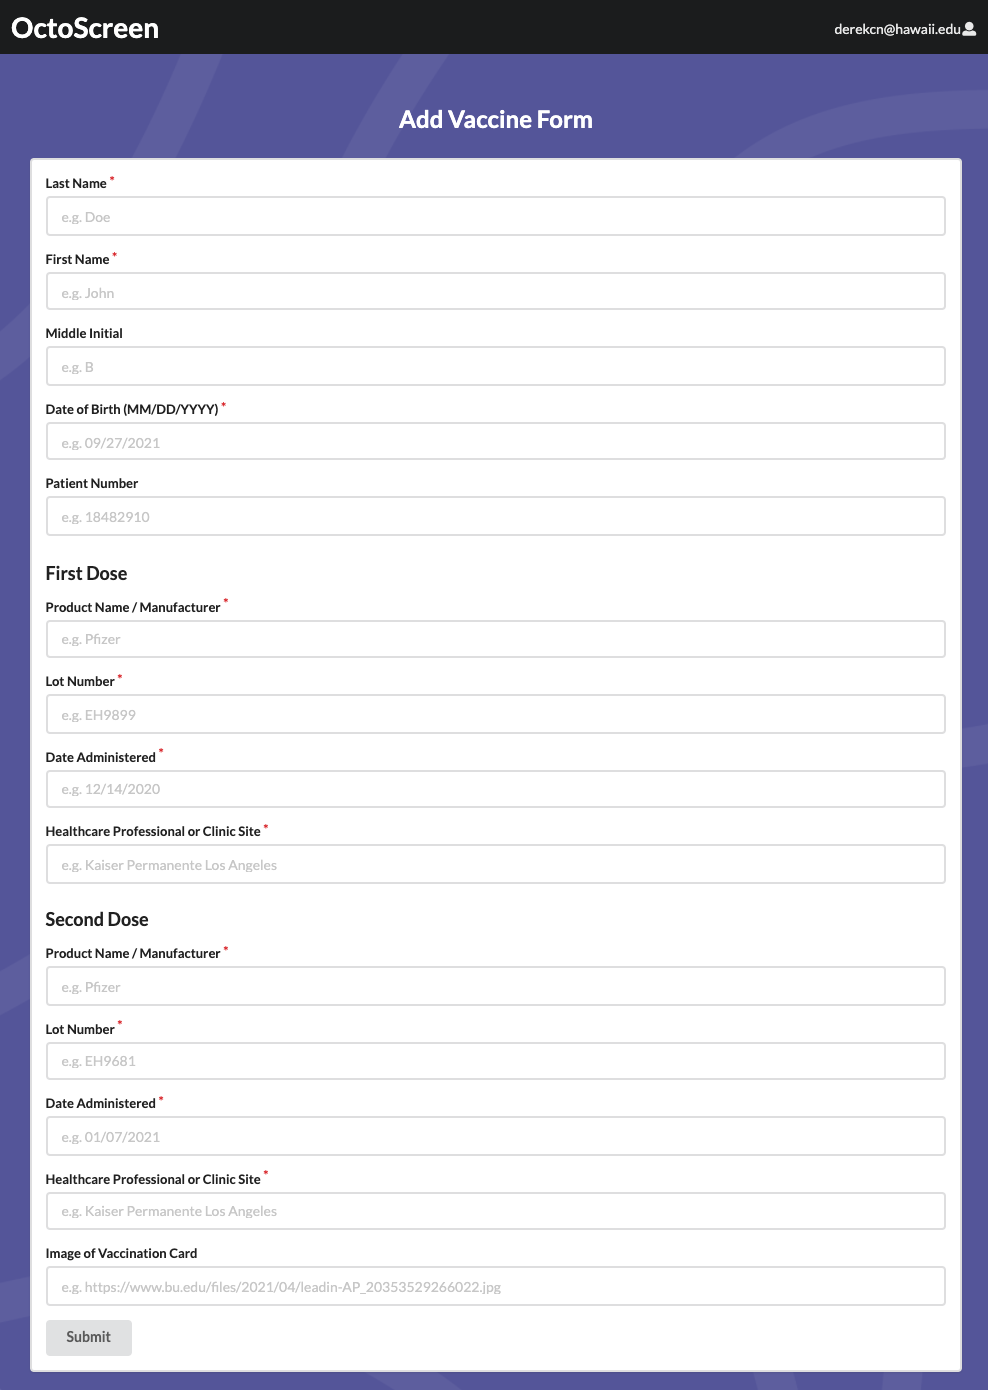 OctoScreen
derekcn@hawaii.edu
Add Vaccine Form
Last Name *
e.g. Doe
First Name *
e.g. John
Middle Initial
e.g. B
Date of Birth (MM/DD/YYYY) *
e.g. 09/27/2021
Patient Number
e.g. 18482910
First Dose
Product Name / Manufacturer *
e.g. Pfizer
Lot Number *
e.g. EH9899
Date Administered *
e.g. 12/14/2020
Healthcare Professional or Clinic Site *
e.g. Kaiser Permanente Los Angeles
Second Dose
Product Name / Manufacturer *
e.g. Pfizer
Lot Number *
e.g. EH9681
Date Administered *
e.g. 01/07/2021
Healthcare Professional or Clinic Site *
e.g. Kaiser Permanente Los Angeles
Image of Vaccination Card
e.g. https://www.bu.edu/files/2021/04/leadin-AP_20353529266022.jpg
Submit